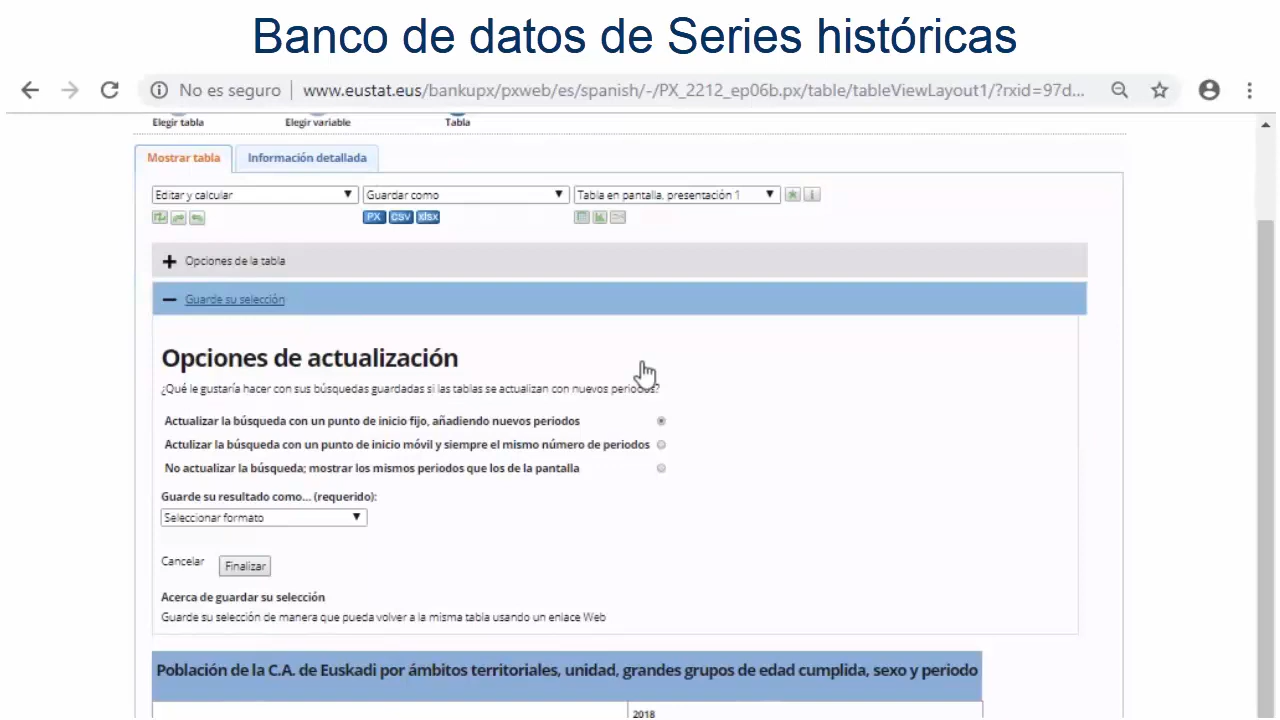 Banco de datos de Series históricas
No es seguro | www.eustat.eus/bankupx/pxweb/es/spanish/-/PX_2212_ep06b.px/table/tableViewLayout1/?rxid=97d...
Elegir tabla Elegir variable Tabla
Mostrar tabla Información detallada
Editar y calcular Guardar como Tabla en pantalla, presentación 1
PX CSV xlsx
Opciones de la tabla
Guarde su selección
Opciones de actualización
¿Qué le gustaría hacer con sus búsquedas guardadas si las tablas se actualizan con nuevos periodos?
Actualizar la búsqueda con un punto de inicio fijo, añadiendo nuevos periodos
Actulizar la búsqueda con un punto de inicio móvil y siempre el mismo número de periodos
No actualizar la búsqueda; mostrar los mismos periodos que los de la pantalla
Guarde su resultado como... (requerido):
Seleccionar formato
Cancelar Finalizar
Acerca de guardar su selección
Guarde su selección de manera que pueda volver a la misma tabla usando un enlace Web
Población de la C.A. de Euskadi por ámbitos territoriales, unidad, grandes grupos de edad cumplida, sexo y periodo
2018